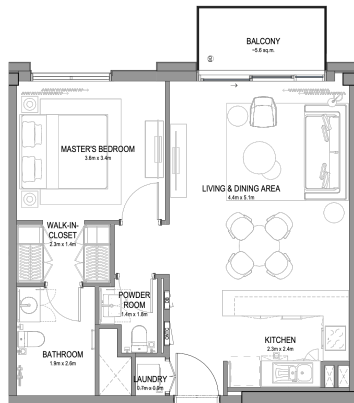 BALCONY
~5.6 sq.m.
MASTER'S BEDROOM
3.6m x 3.4m
LIVING & DINING AREA
4.4m x 5.1m
WALK-IN-
CLOSET
2.3m x 1.4m
POWDER
ROOM
1.4m x 1.8m
BATHROOM
1.9m x 2.6m
KITCHEN
2.3m x 2.4m
LAUNDRY
0.7m x 0.9m